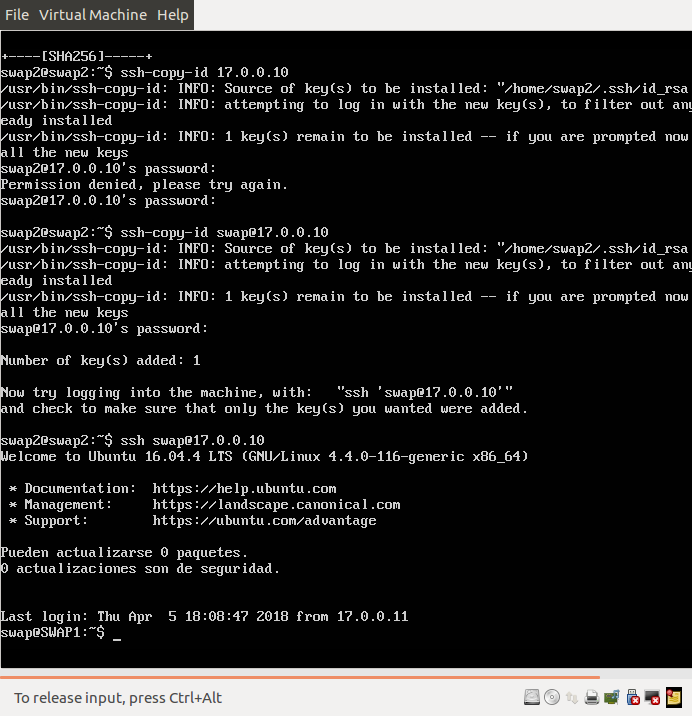 File Virtual Machine Help
+----[SHA256]-----+
swap2@swap2:~$ ssh-copy-id 17.0.0.10
/usr/bin/ssh-copy-id: INFO: Source of key(s) to be installed: "/home/swap2/.ssh/id_rsa
/usr/bin/ssh-copy-id: INFO: attempting to log in with the new key(s), to filter out any
eady installed
/usr/bin/ssh-copy-id: INFO: 1 key(s) remain to be installed -- if you are prompted now
all the new keys
swap2@17.0.0.10's password:
Permission denied, please try again.
swap2@17.0.0.10's password:
swap2@swap2:~$ ssh-copy-id swap@17.0.0.10
/usr/bin/ssh-copy-id: INFO: Source of key(s) to be installed: "/home/swap2/.ssh/id_rsa
/usr/bin/ssh-copy-id: INFO: attempting to log in with the new key(s), to filter out any
eady installed
/usr/bin/ssh-copy-id: INFO: 1 key(s) remain to be installed -- if you are prompted now
all the new keys
swap@17.0.0.10's password:
Number of key(s) added: 1
Now try logging into the machine, with:   "ssh 'swap@17.0.0.10'"
and check to make sure that only the key(s) you wanted were added.
swap2@swap2:~$ ssh swap@17.0.0.10
Welcome to Ubuntu 16.04.4 LTS (GNU/Linux 4.4.0-116-generic x86_64)
 * Documentation:  https://help.ubuntu.com
 * Management:     https://landscape.canonical.com
 * Support:        https://ubuntu.com/advantage
Pueden actualizarse 0 paquetes.
0 actualizaciones son de seguridad.
Last login: Thu Apr  5 18:08:47 2018 from 17.0.0.11
swap@SWAP1:~$ _
To release input, press Ctrl+Alt